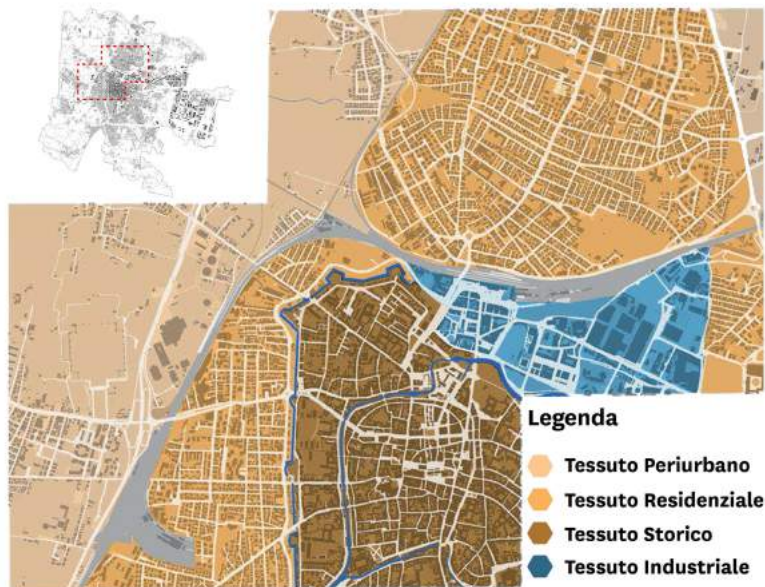 Legenda
Tessuto Periurbano
Tessuto Residenziale
Tessuto Storico
Tessuto Industriale